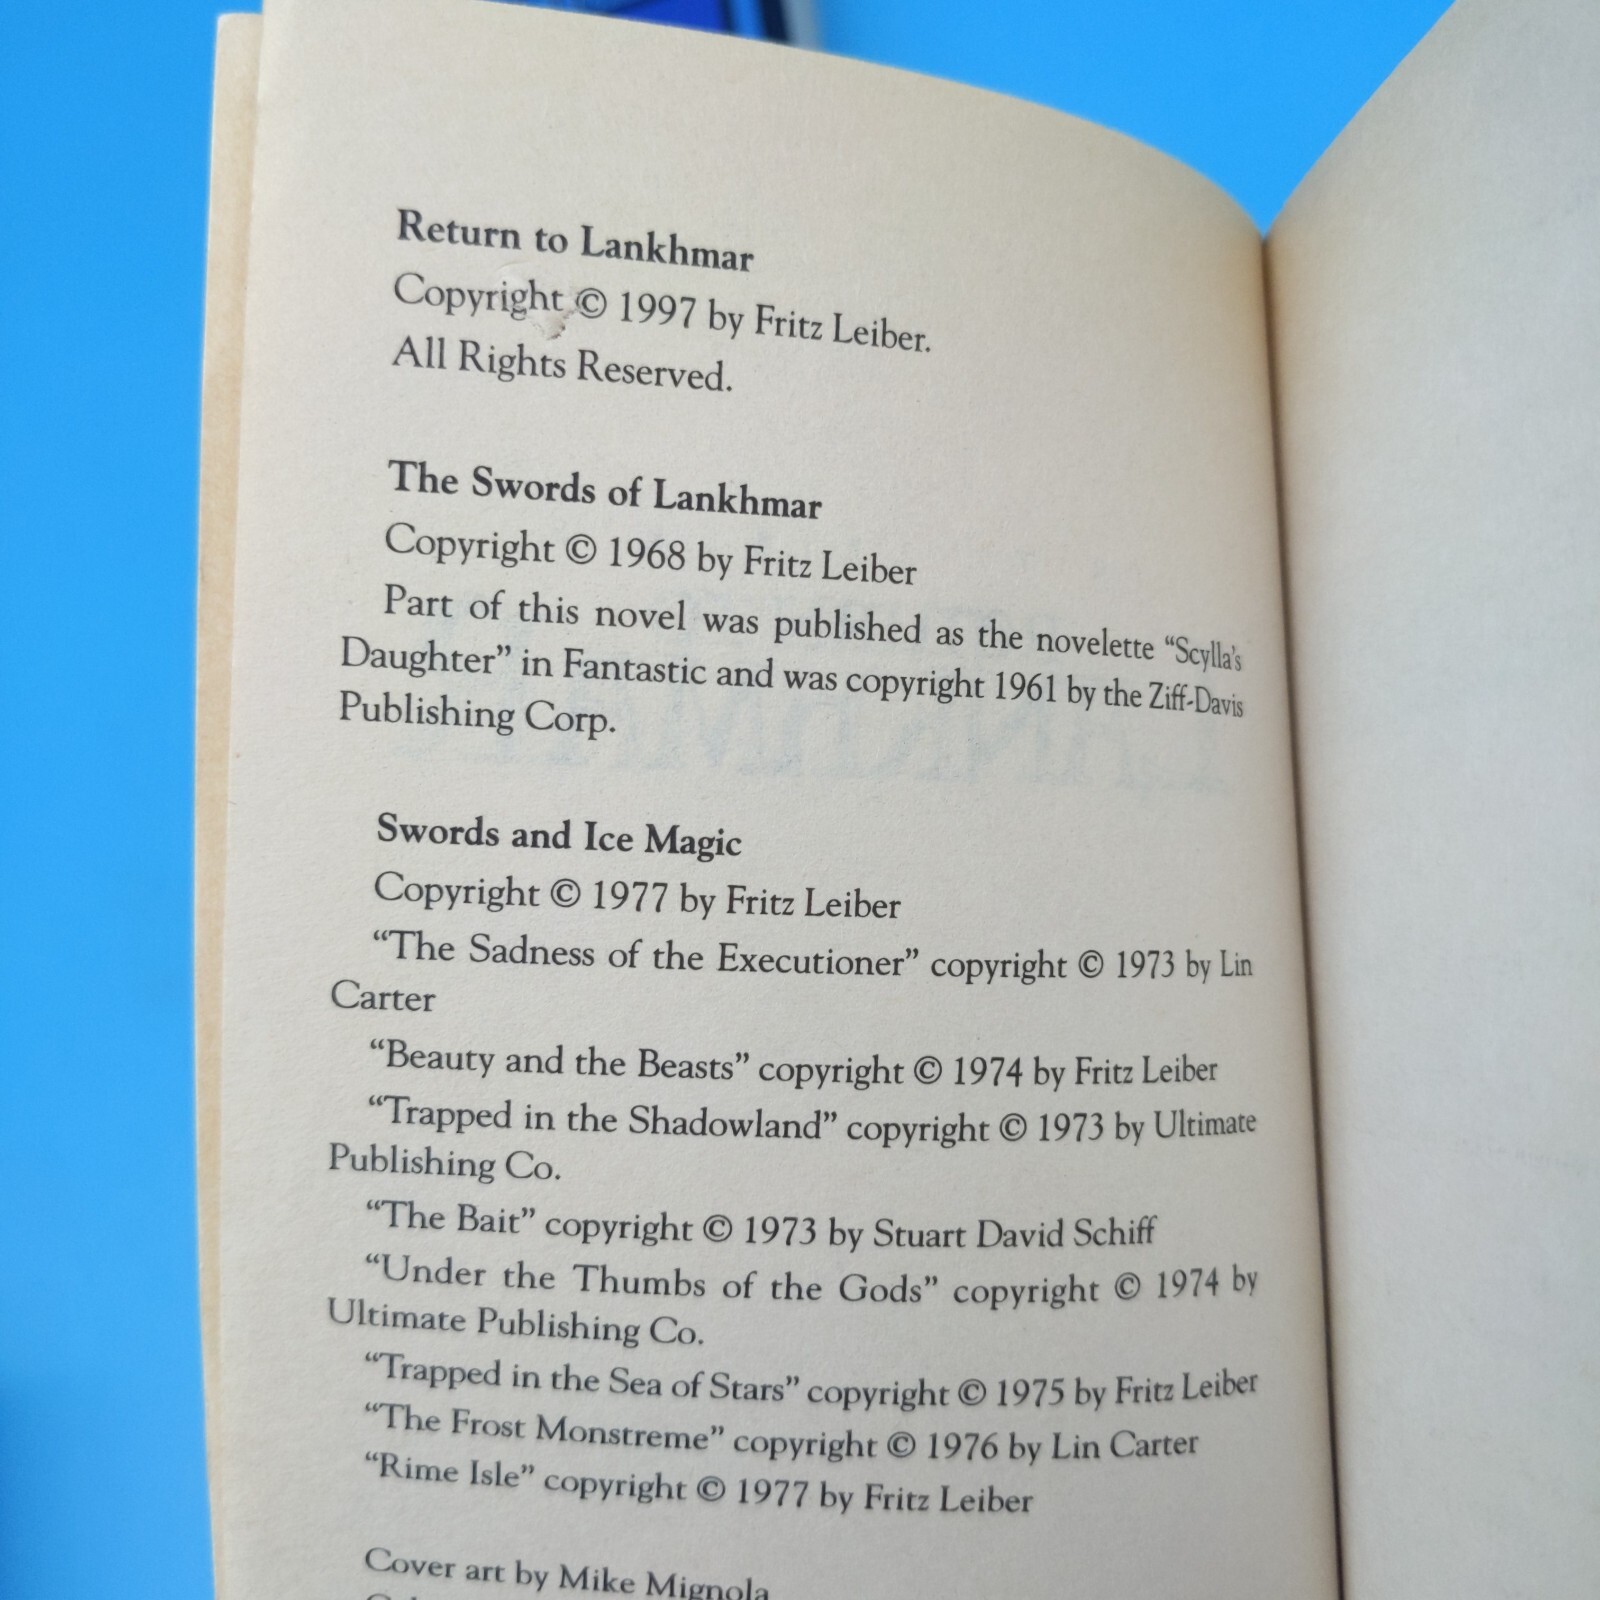 Return to Lankhmar
Copyright © 1997 by Fritz Leiber.
All Rights Reserved.
The Swords of Lankhmar
Copyright © 1968 by Fritz Leiber
Part of this novel was published as the novelette “Scylla’s
Daughter” in Fantastic and was copyright 1961 by the Ziff-Davis
Publishing Corp.
Swords and Ice Magic
Copyright © 1977 by Fritz Leiber
“The Sadness of the Executioner” copyright © 1973 by Lin
Carter
“Beauty and the Beasts” copyright © 1974 by Fritz Leiber
“Trapped in the Shadowland” copyright © 1973 by Ultimate
Publishing Co.
“The Bait” copyright © 1973 by Stuart David Schiff
“Under the Thumbs of the Gods” copyright © 1974 by
Ultimate Publishing Co.
“Trapped in the Sea of Stars” copyright © 1975 by Fritz Leiber
“The Frost Monstreme” copyright © 1976 by Lin Carter
“Rime Isle” copyright © 1977 by Fritz Leiber
Cover art by Mike Mignola